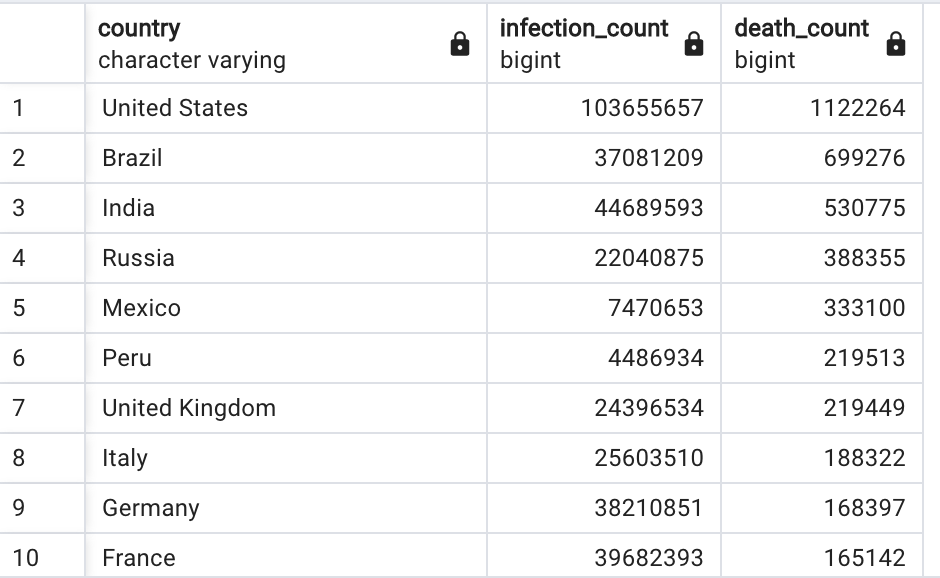 country infection_count death_count
character varying bigint bigint
1 United States 103655657 1122264
2 Brazil 37081209 699276
3 India 44689593 530775
4 Russia 22040875 388355
5 Mexico 7470653 333100
6 Peru 4486934 219513
7 United Kingdom 24396534 219449
8 Italy 25603510 188322
9 Germany 38210851 168397
10 France 39682393 165142